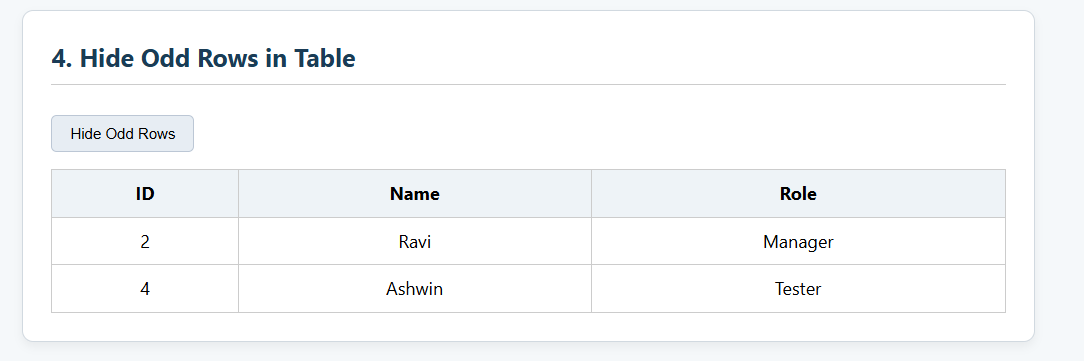 4. Hide Odd Rows in Table
Hide Odd Rows
ID Name Role
2 Ravi Manager
4 Ashwin Tester